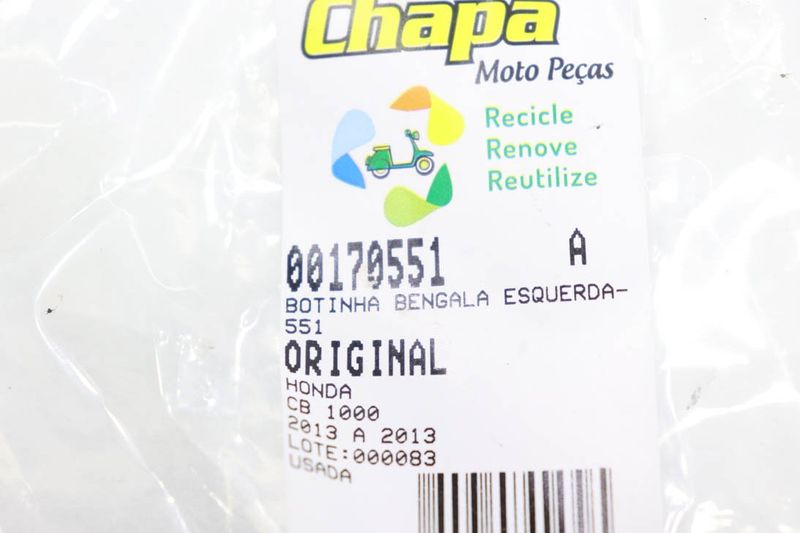 Chapa
Moto Peças
Recicle
Renove
Reutilize
00170551 A
BOTINHA BENGALA ESQUERDA-
551
ORIGINAL
HONDA
CB 1000
2013 A 2013
LOTE:000083
USADA